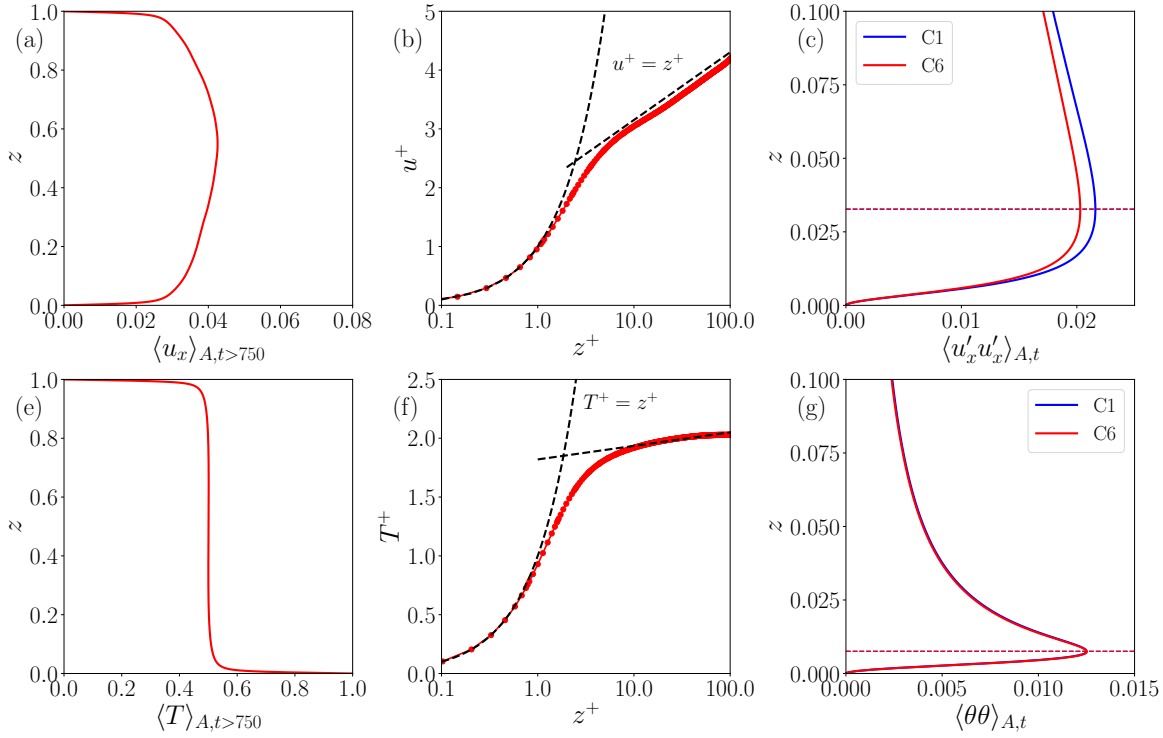 (a)
1.0
0.8
0.6
0.4
0.2
0.0
z
0.00 0.02 0.04 0.06 0.08
⟨u_x⟩_{A,t>750}
(b)
5
4
3
2
1
0
u^+
u^+ = z^+
0.1 1.0 10.0 100.0
z^+
(c)
C1
C6
0.100
0.075
0.050
0.025
0.000
z
0.00 0.01 0.02
⟨u′_x u′_x⟩_{A,t}
(e)
1.0
0.8
0.6
0.4
0.2
0.0
z
0.0 0.2 0.4 0.6 0.8 1.0
⟨T⟩_{A,t>750}
(f)
2.5
2.0
1.5
1.0
0.5
0.0
T^+
T^+ = z^+
0.1 1.0 10.0 100.0
z^+
(g)
C1
C6
0.100
0.075
0.050
0.025
0.000
z
0.000 0.005 0.010 0.015
⟨θθ⟩_{A,t}